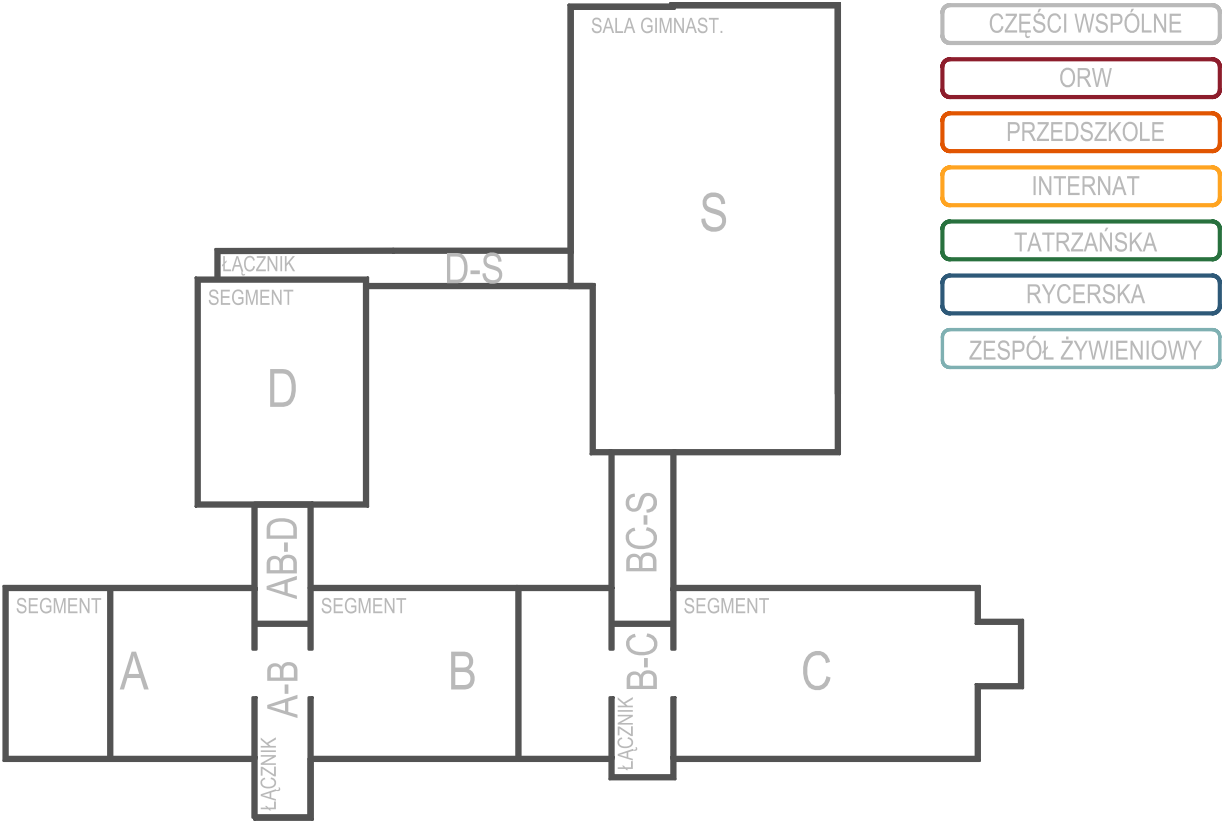 SALA GIMNAST.
S
ŁĄCZNIK
D-S
SEGMENT
D
AB-D
BC-S
SEGMENT
A
A-B
ŁĄCZNIK
SEGMENT
B
B-C
ŁĄCZNIK
SEGMENT
C
CZĘŚCI WSPÓLNE
ORW
PRZEDSZKOLE
INTERNAT
TATRZAŃSKA
RYCERSKA
ZESPÓŁ ŻYWIENIOWY